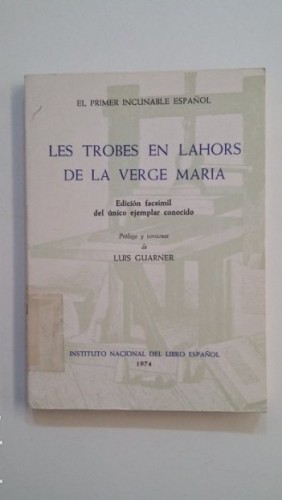 EL PRIMER INCUNABLE ESPAÑOL
LES TROBES EN LAHORS
DE LA VERGE MARIA
Edición facsímil
del único ejemplar conocido
Prólogo y versiones
de
LUIS GUARNER
INSTITUTO NACIONAL DEL LIBRO ESPAÑOL
1974